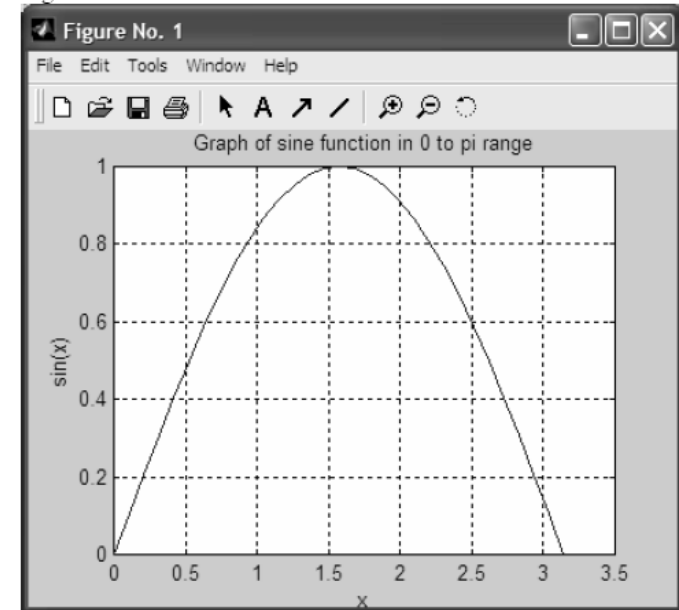 Figure No. 1
File Edit Tools Window Help
A
Graph of sine function in 0 to pi range
1
0.8
0.6
0.4
0.2
0
sin(x)
0 0.5 1 1.5 2 2.5 3 3.5
x